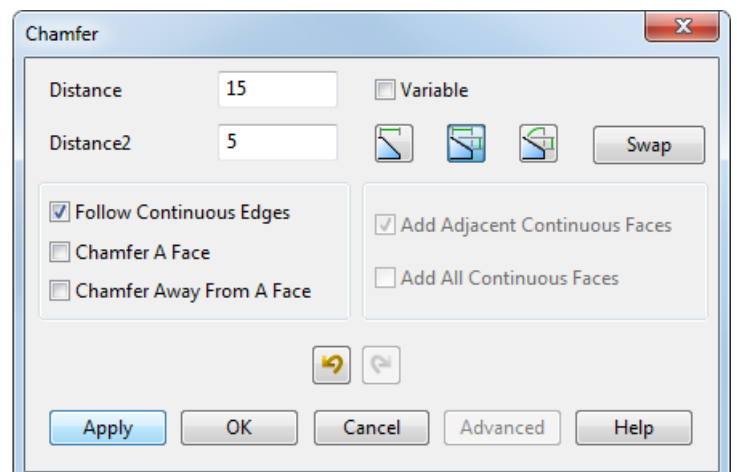 Chamfer
Distance 15 Variable
Distance2 5 Swap
Follow Continuous Edges
Chamfer A Face
Chamfer Away From A Face
Add Adjacent Continuous Faces
Add All Continuous Faces
Apply OK Cancel Advanced Help